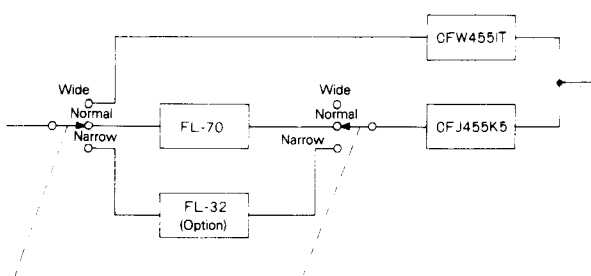 CFW455IT
Wide
Normal
Narrow
FL-70
Wide
Normal
Narrow
CFJ455K5
FL-32
(Option)